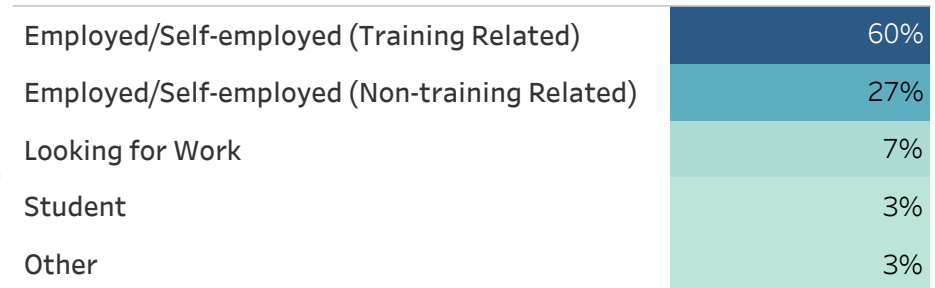 Employed/Self-employed (Training Related) 60%
Employed/Self-employed (Non-training Related) 27%
Looking for Work 7%
Student 3%
Other 3%